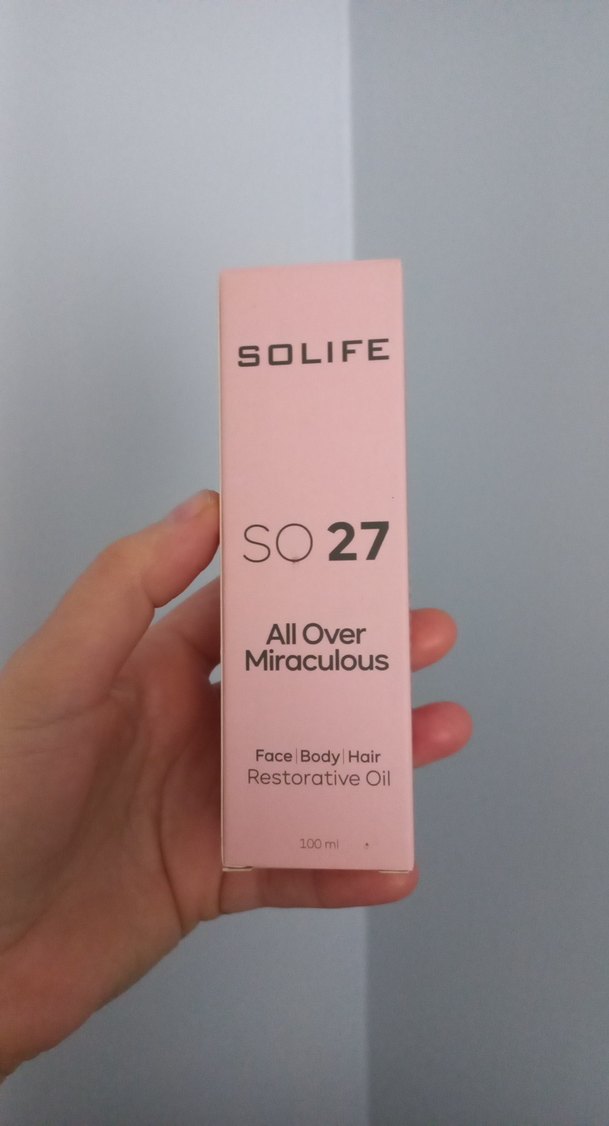 SOLIFE
SO 27
All Over
Miraculous
Face|Body|Hair
Restorative Oil
100 ml